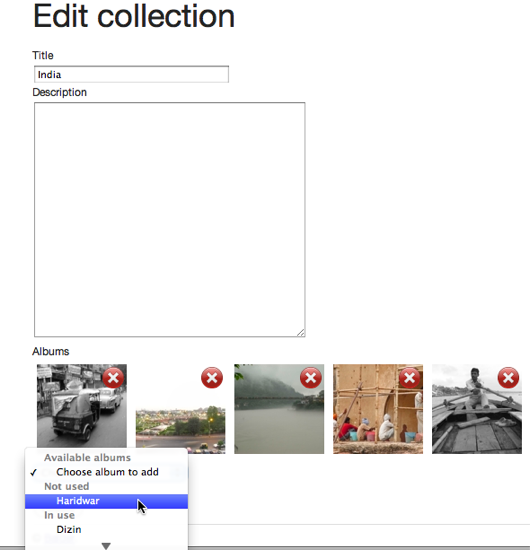 Edit collection
Title
India
Description
Albums
Available albums
✓ Choose album to add
Not used
Haridwar
In use
Dizin